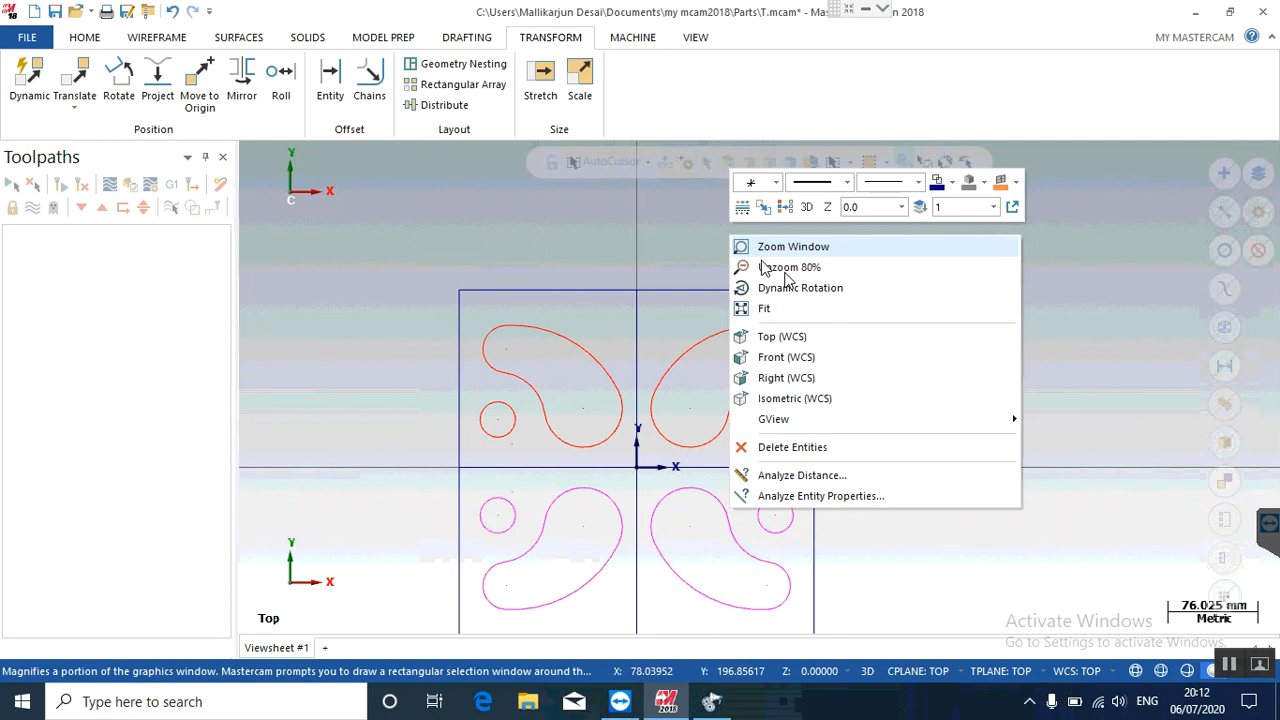 C:\Users\Mallikarjun Desai\Documents\my mcam2018\Parts\T.mcam* - Mas 2018
FILE HOME WIREFRAME SURFACES SOLIDS MODEL PREP DRAFTING TRANSFORM MACHINE VIEW MY MASTERCAM
Dynamic Translate Rotate Project Move to Origin Mirror Roll Entity Chains Geometry Nesting Rectangular Array Distribute Stretch Scale
Position Offset Layout Size
Toolpaths
G1
AutoCursor
Y
X
C
3D Z 0.0 1
Zoom Window
Unzoom 80%
Dynamic Rotation
Fit
Top (WCS)
Front (WCS)
Right (WCS)
Isometric (WCS)
GView
Delete Entities
Analyze Distance...
Analyze Entity Properties...
Y
X
Y
X
Top
76.025 mm
Metric
Activate Windows
Go to Settings to activate Windows.
Viewsheet #1 +
Magnifies a portion of the graphics window. Mastercam prompts you to draw a rectangular selection window around th... X: 78.03952 Y: 196.85617 Z: 0.00000 3D CPLANE: TOP TPLANE: TOP WCS: TOP
Type here to search
2018
ENG
20:12
06/07/2020